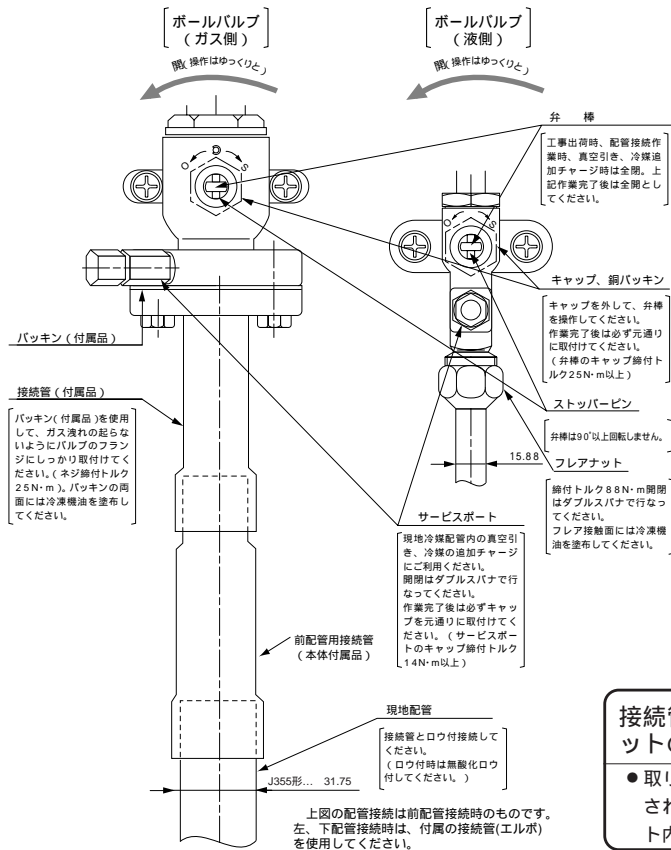 ボールバルブ
(ガス側)
開(操作はゆっくりと)
ボールバルブ
(液側)
開(操作はゆっくりと)
弁　棒
工事出荷時、配管接続作
業時、真空引き、冷媒追
加チャージ時は全閉。上
記作業完了後は全開とし
てください。
O D S
O S
キャップ、銅パッキン
キャップを外して、弁棒
を操作してください。
作業完了後は必ず元通り
に取付けてください。
(弁棒のキャップ締付ト
ルク25N·m以上)
ストッパーピン
弁棒は90°以上回転しません。
フレアナット
締付トルク88N·m開閉
はダブルスパナで行なっ
てください。
フレア接触面には冷凍機
油を塗布してください。
15.88
パッキン(付属品)
接続管(付属品)
パッキン(付属品)を使用
して、ガス洩れの起らな
いようにバルブのフラン
ジにしっかり取付けてく
ださい。(ネジ締付トルク
25N·m)。パッキンの両
面には冷凍機油を塗布し
てください。
サービスポート
現地冷媒配管内の真空引
き、冷媒の追加チャージ
にご利用ください。
開閉はダブルスパナで行
なってください。
作業完了後は必ずキャッ
プを元通りに取付けてく
ださい。(サービスポー
トのキャップ締付トルク
14N·m以上)
前配管用接続管
(本体付属品)
現地配管
接続管とロウ付接続して
ください。
(ロウ付時は無酸化ロウ
付してください。)
J355形… 31.75
上図の配管接続は前配管接続時のものです。
左、下配管接続時は、付属の接続管(エルボ)
を使用してください。
接続管
ットの
●取り
され
ト内